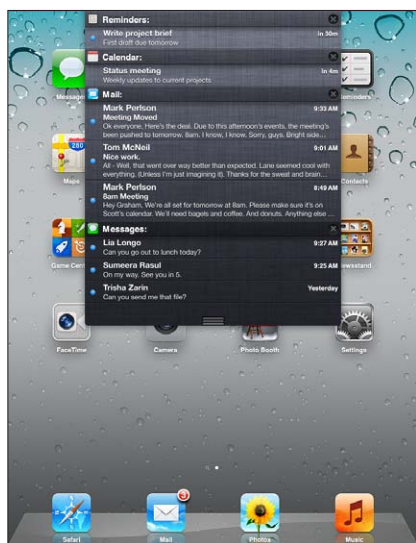 Reminders:
Write project brief In 30m
First draft due tomorrow
Calendar:
Status meeting In 4m
Weekly updates to current projects
Mail:
Mark Perlson 9:33 AM
Meeting Moved
Ok everyone, Here's the deal. Due to this afternoon's events, the meeting's
been pushed to tomorrow. 8am. I know, I know. Sorry, guys. Bright side...
Tom McNeil 9:01 AM
Nice work.
All - Well, that went over way better than expected. Lane seemed cool with
everything. (Unless I'm just imagining it). Thanks for the sweat and brain...
Mark Perlson 8:49 AM
8am Meeting
Hey Graham, We're all set for tomorrow at 8am. Please make sure it's on
Scott's calendar. We'll need bagels and coffee. And donuts. Anything else ...
Messages:
Lia Longo 9:27 AM
Can you go out to lunch today?
Sumeera Rasul 9:25 AM
On my way. See you in 5.
Trisha Zarin Yesterday
Can you send me that file?
Messages
Maps
280
Contacts
Game
FaceTime
Camera
Photo Booth
Settings
3
Safari
Mail
Photos
Music